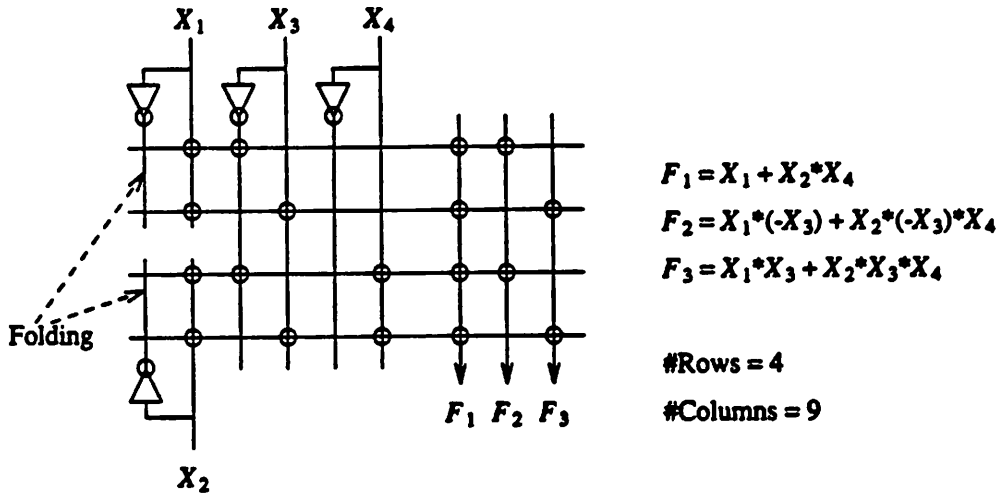 X1 X3 X4
F1 = X1 + X2*X4
F2 = X1*(-X3) + X2*(-X3)*X4
F3 = X1*X3 + X2*X3*X4
Folding
#Rows = 4
#Columns = 9
F1 F2 F3
X2